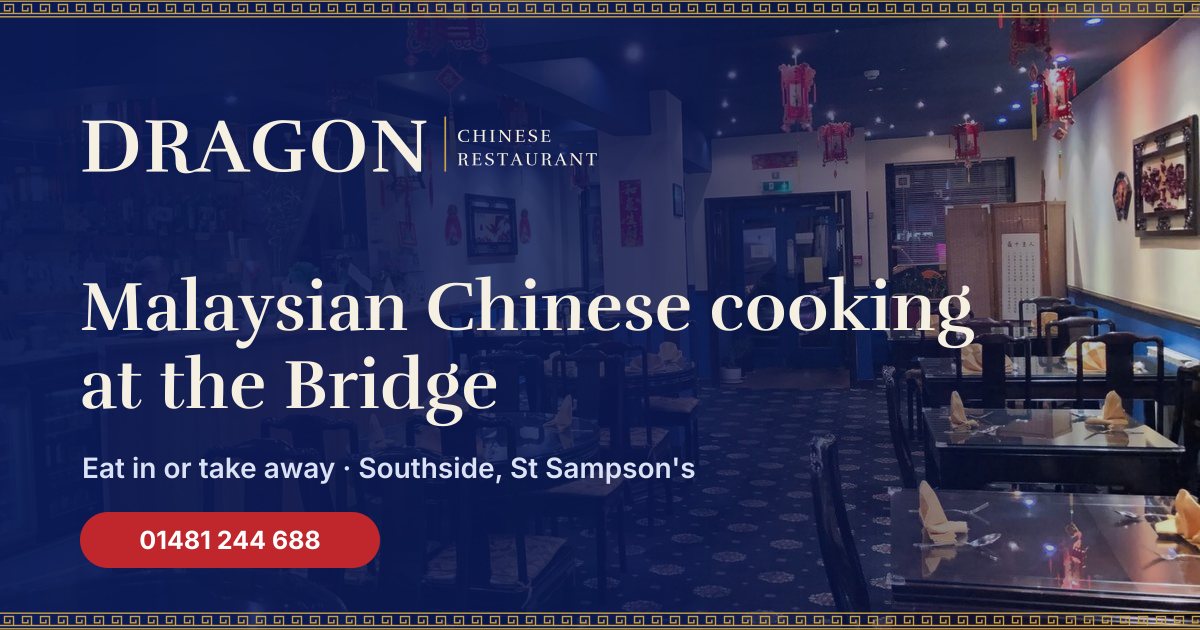 DRAGON
CHINESE
RESTAURANT
Malaysian Chinese cooking
at the Bridge
Eat in or take away · Southside, St Sampson's
01481 244 688